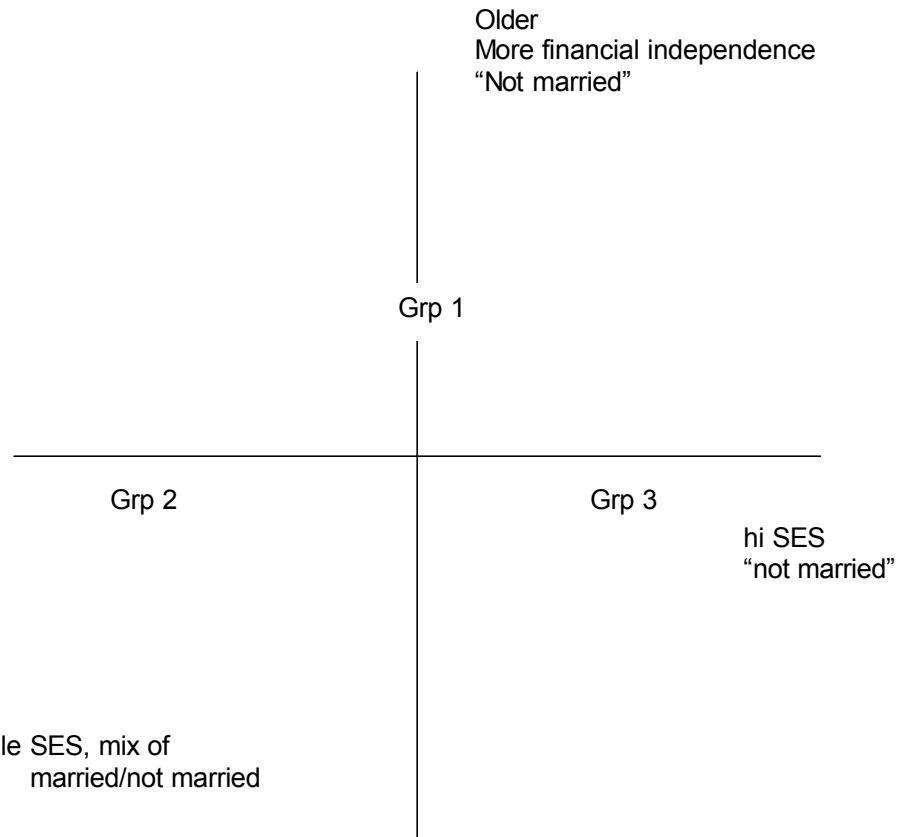 Older
More financial independence
“Not married”
Grp 1
Grp 2
Grp 3
hi SES
“not married”
le SES, mix of
married/not married